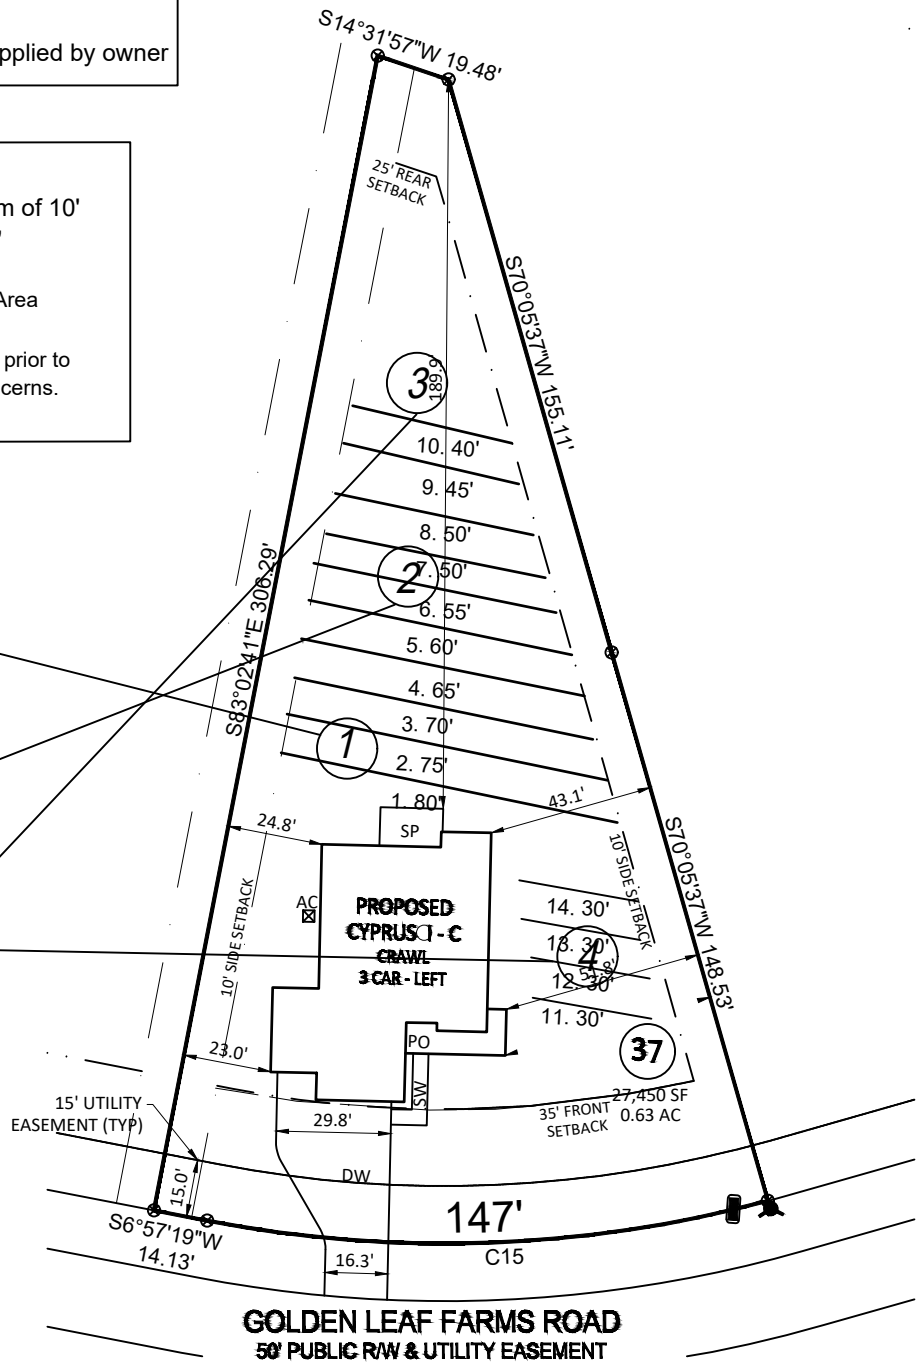 pplied by owner
m of 10'
Area
prior to
cerns.
S14°31'57"W 19.48'
25' REAR
SETBACK
S70°05'37"W 155.11'
3
189.9'
10. 40'
9. 45'
8. 50'
7. 50'
2
6. 55'
5. 60'
4. 65'
3. 70'
2. 75'
1. 80'
1
S83°02'41"E 306.29'
43.1'
24.8'
SP
S70°05'37"W 148.53'
10' SIDE SETBACK
10' SIDE SETBACK
AC
PROPOSED
CYPRUS I - C
CRAWL
3 CAR - LEFT
14. 30'
13. 30'
12. 30'
11. 30'
4
PO
SW
23.0'
37
27,450 SF
0.63 AC
35' FRONT
SETBACK
15' UTILITY
EASEMENT (TYP)
29.8'
DW
15.0'
147'
C15
S6°57'19"W
14.13'
16.3'
GOLDEN LEAF FARMS ROAD
50' PUBLIC R/W & UTILITY EASEMENT